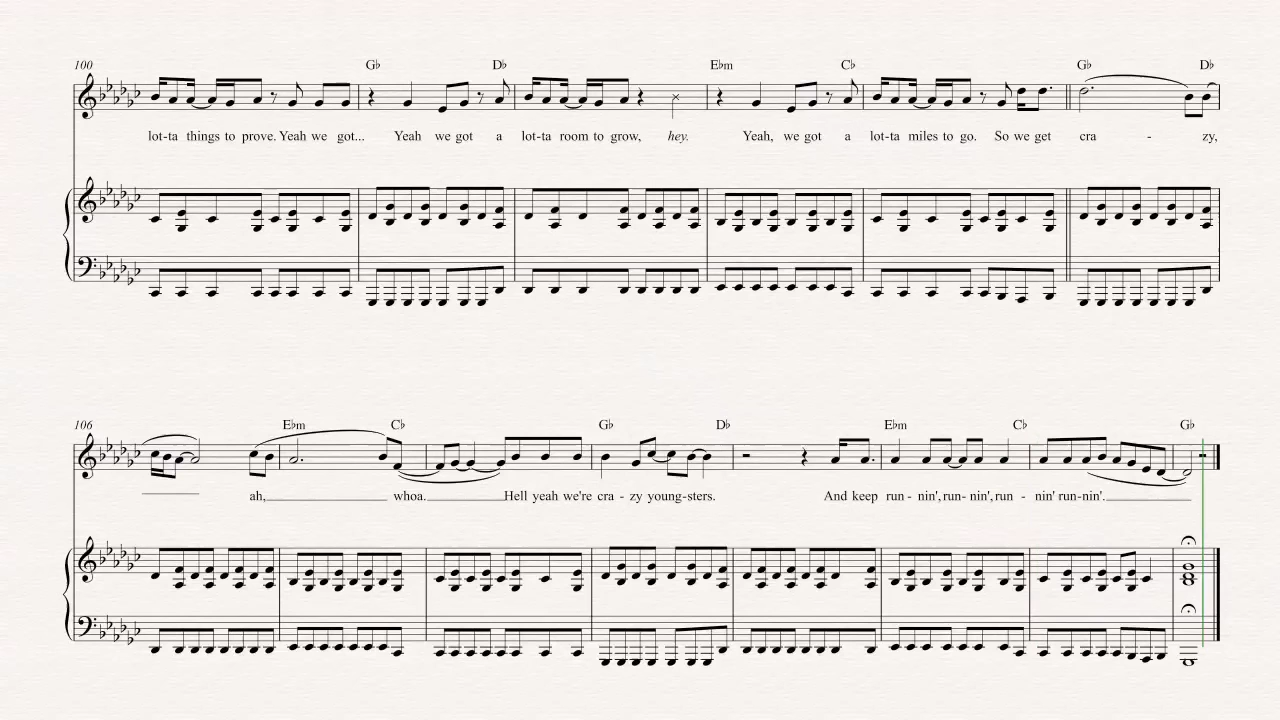 100 G♭ D♭ E♭m C♭ G♭ D♭
lot-ta things to prove. Yeah we got... Yeah we got a lot-ta room to grow, hey. Yeah, we got a lot-ta miles to go. So we get cra - zy,
106 E♭m C♭ G♭ D♭ E♭m C♭ G♭
ah, whoa. Hell yeah we're cra - zy young-sters. And keep run - nin', run- nin', run - nin' run-nin'.